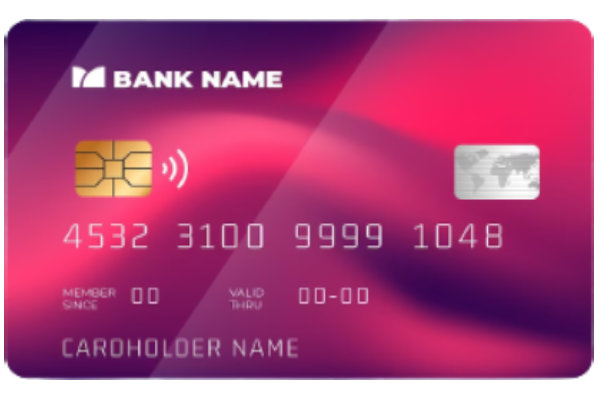 BANK NAME
4532 3100 9999 1048
MEMBER SINCE 00 VALID THRU 00-00
CARDHOLDER NAME